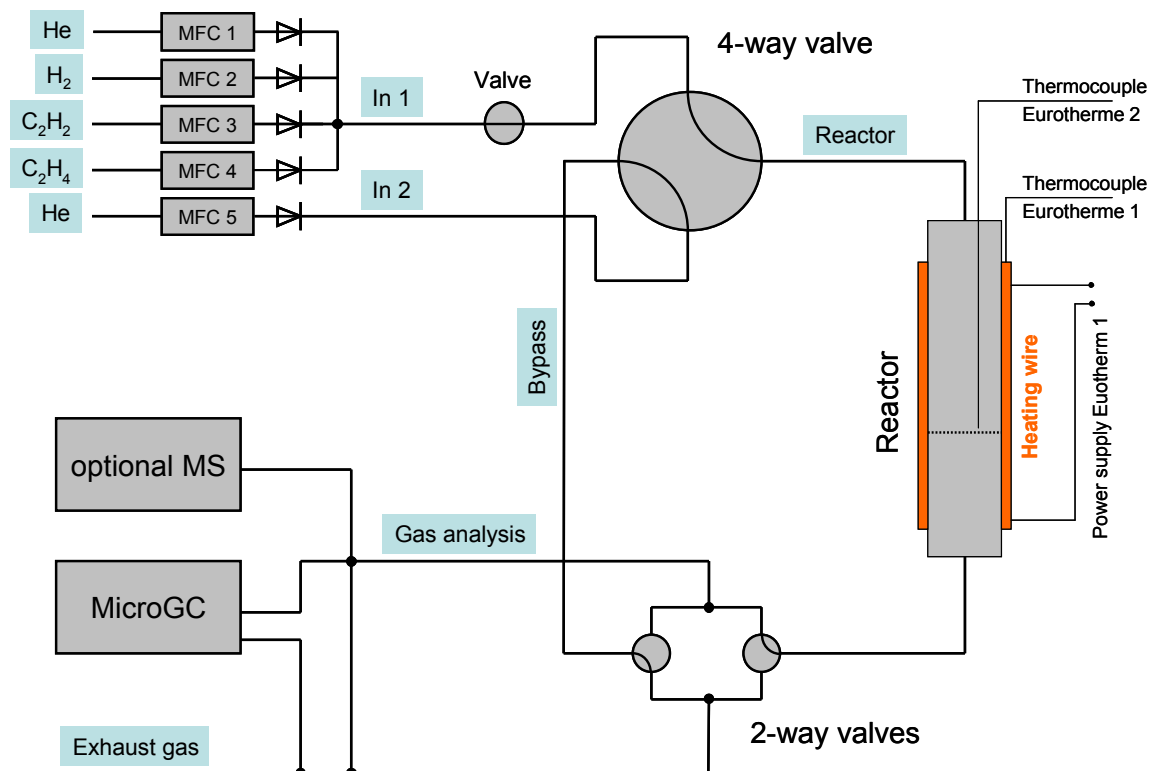 He
MFC 1
H₂
MFC 2
C₂H₂
MFC 3
C₂H₄
MFC 4
He
MFC 5
In 1
In 2
Valve
4-way valve
Reactor
Thermocouple
Eurotherme 2
Thermocouple
Eurotherme 1
Bypass
Reactor
Heating wire
Power supply Euotherm 1
optional MS
Gas analysis
MicroGC
2-way valves
Exhaust gas